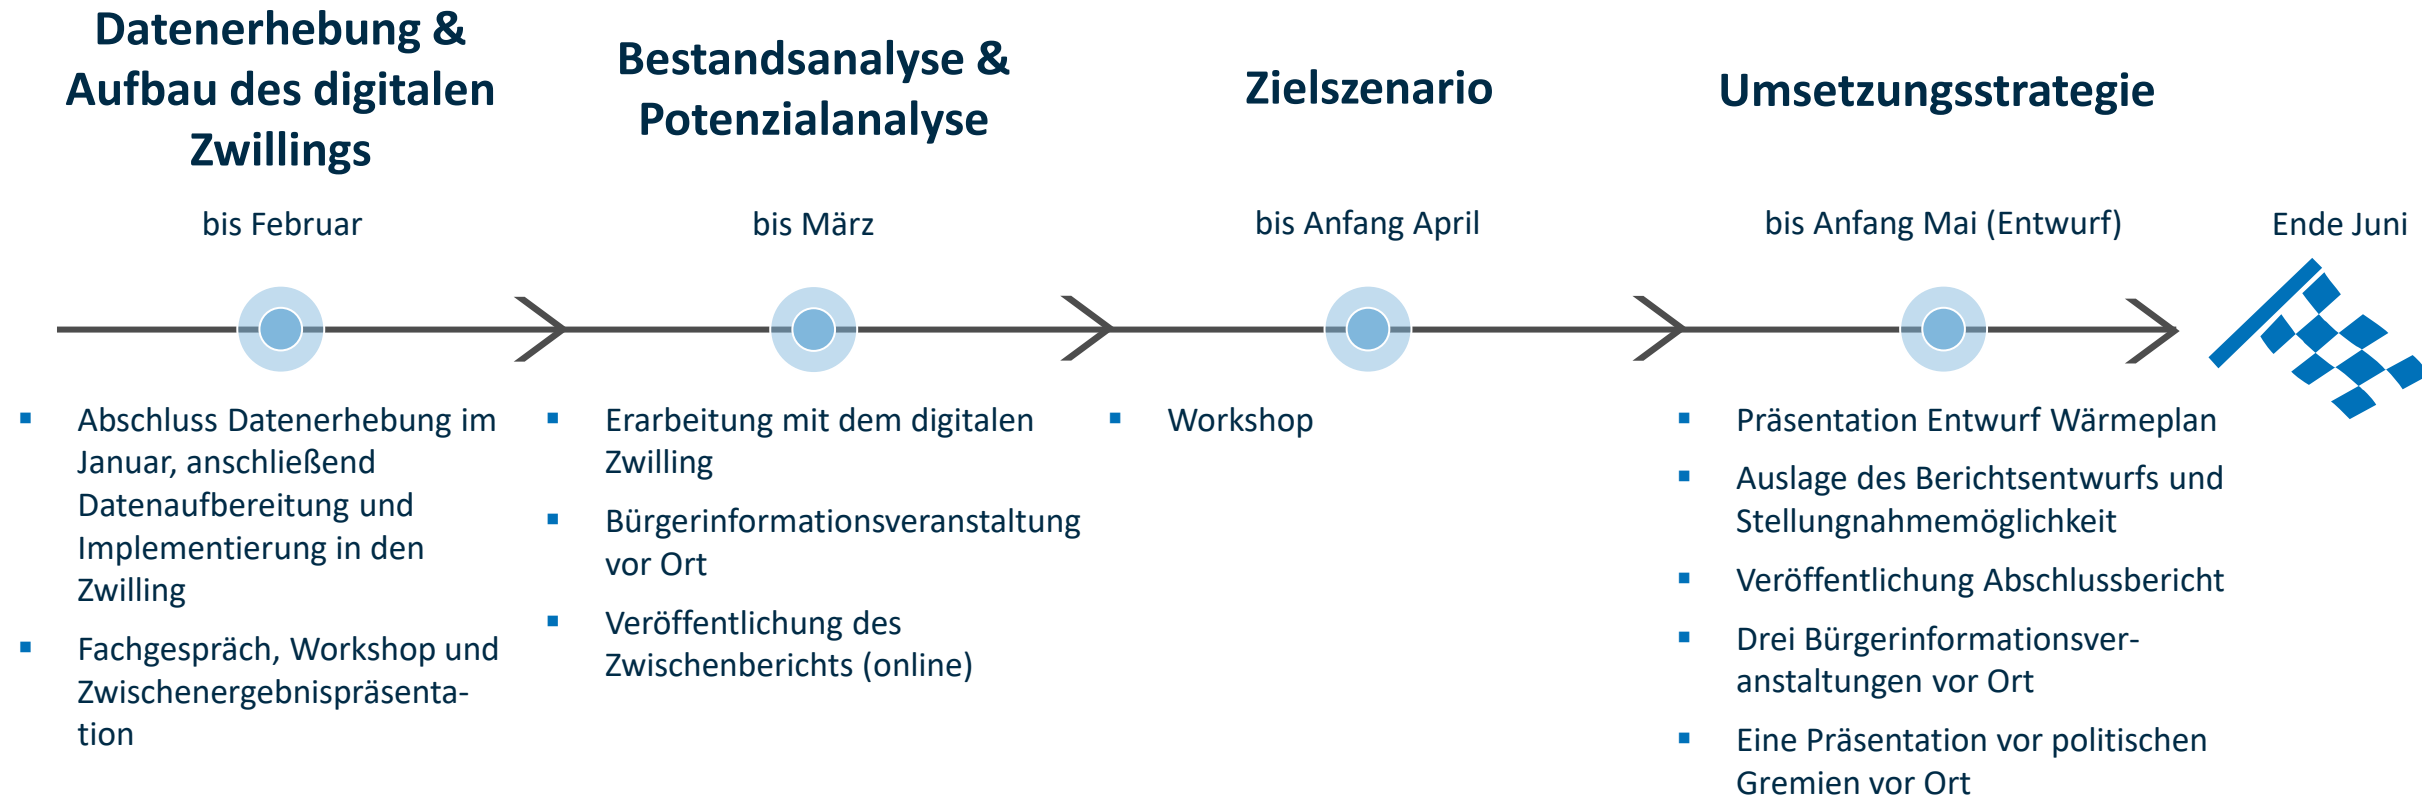 Datenerhebung &
Aufbau des digitalen
Zwillings
bis Februar
Bestandsanalyse &
Potenzialanalyse
bis März
Zielszenario
bis Anfang April
Umsetzungsstrategie
bis Anfang Mai (Entwurf)
Ende Juni
▪ Abschluss Datenerhebung im
Januar, anschließend
Datenaufbereitung und
Implementierung in den
Zwilling
▪ Fachgespräch, Workshop und
Zwischenergebnispräsenta-
tion
▪ Erarbeitung mit dem digitalen
Zwilling
▪ Bürgerinformationsveranstaltung
vor Ort
▪ Veröffentlichung des
Zwischenberichts (online)
▪ Workshop
▪ Präsentation Entwurf Wärmeplan
▪ Auslage des Berichtsentwurfs und
Stellungnahmemöglichkeit
▪ Veröffentlichung Abschlussbericht
▪ Drei Bürgerinformationsver-
anstaltungen vor Ort
▪ Eine Präsentation vor politischen
Gremien vor Ort